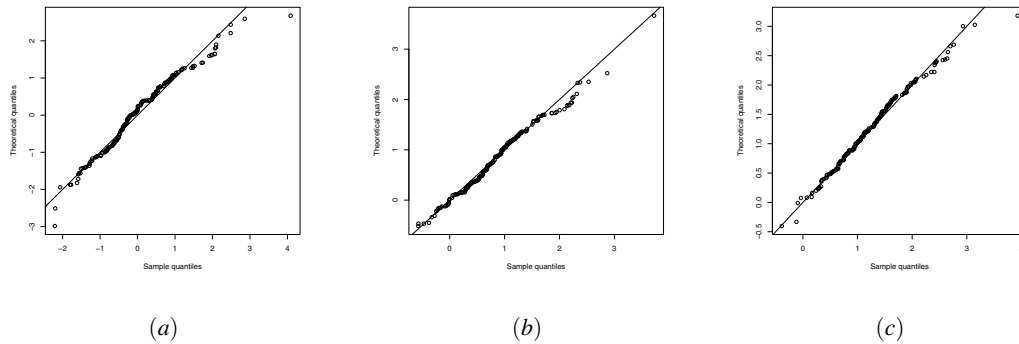 Theoretical quantiles
2
1
0
−1
−2
−3
−2 −1 0 1 2 3 4
Sample quantiles
(a)
Theoretical quantiles
3
2
1
0
0 1 2 3
Sample quantiles
(b)
Theoretical quantiles
3.0
2.5
2.0
1.5
1.0
0.5
0.0
−0.5
0 1 2 3
Sample quantiles
(c)